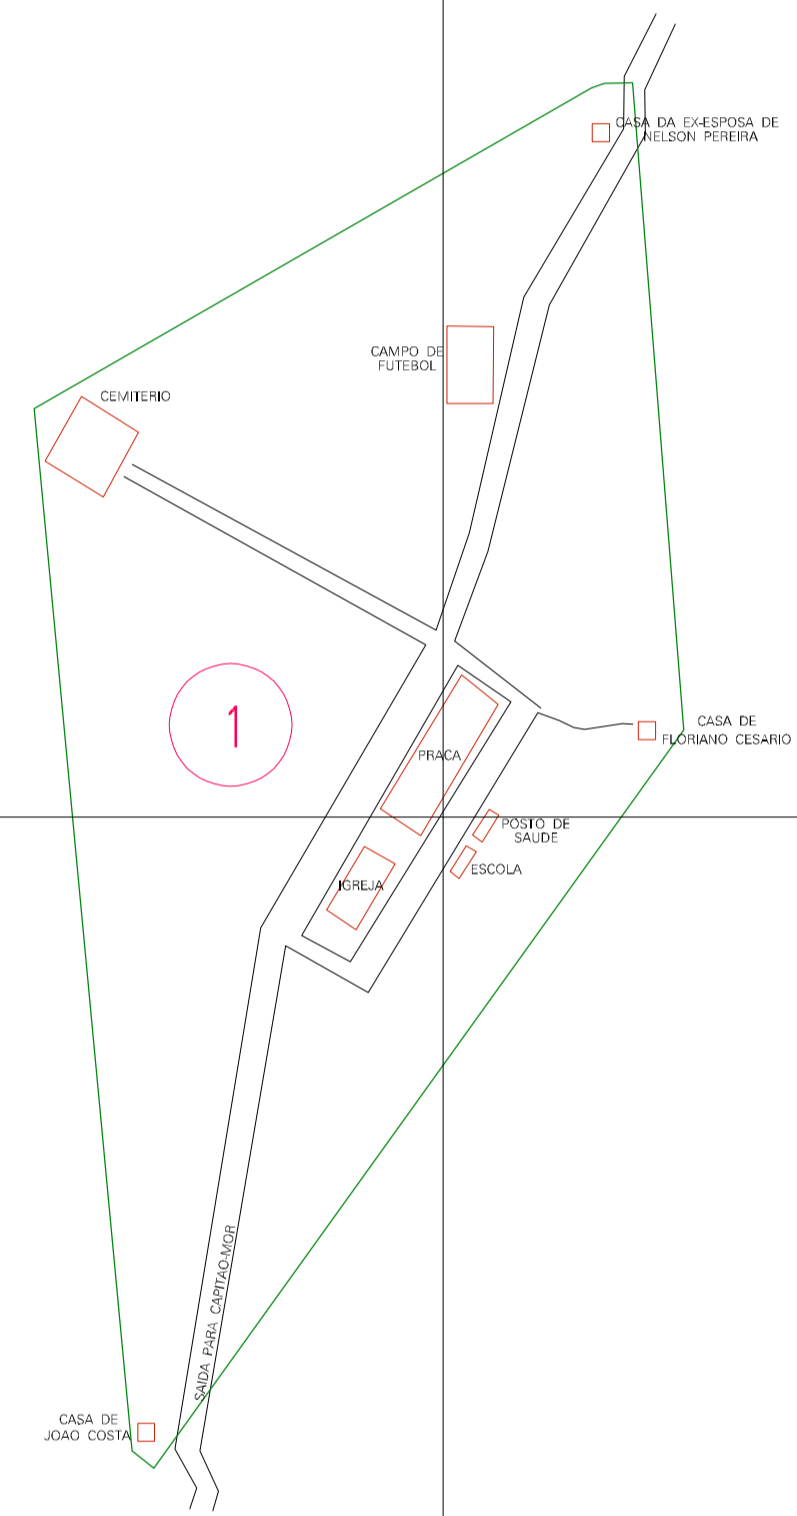 CASA DA EX-ESPOSA DE
NELSON PEREIRA
CAMPO DE
FUTEBOL
CEMITERIO
1
CASA DE
FLORIANO CESARIO
PRACA
POSTO DE
SAUDE
ESCOLA
IGREJA
SAIDA PARA CAPITAO-MOR
CASA DE
JOAO COSTA